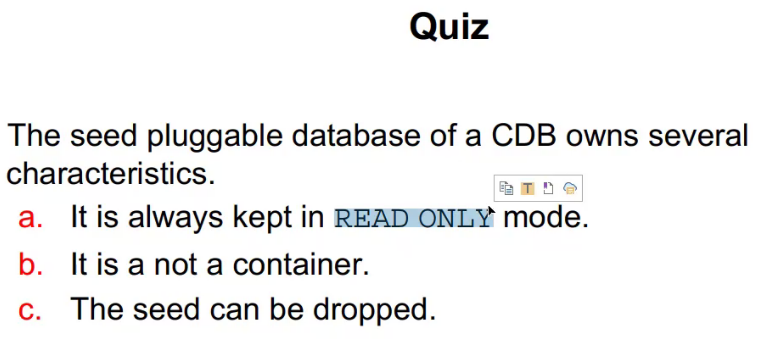 Quiz
The seed pluggable database of a CDB owns several
characteristics.
a. It is always kept in READ ONLY mode.
b. It is a not a container.
c. The seed can be dropped.